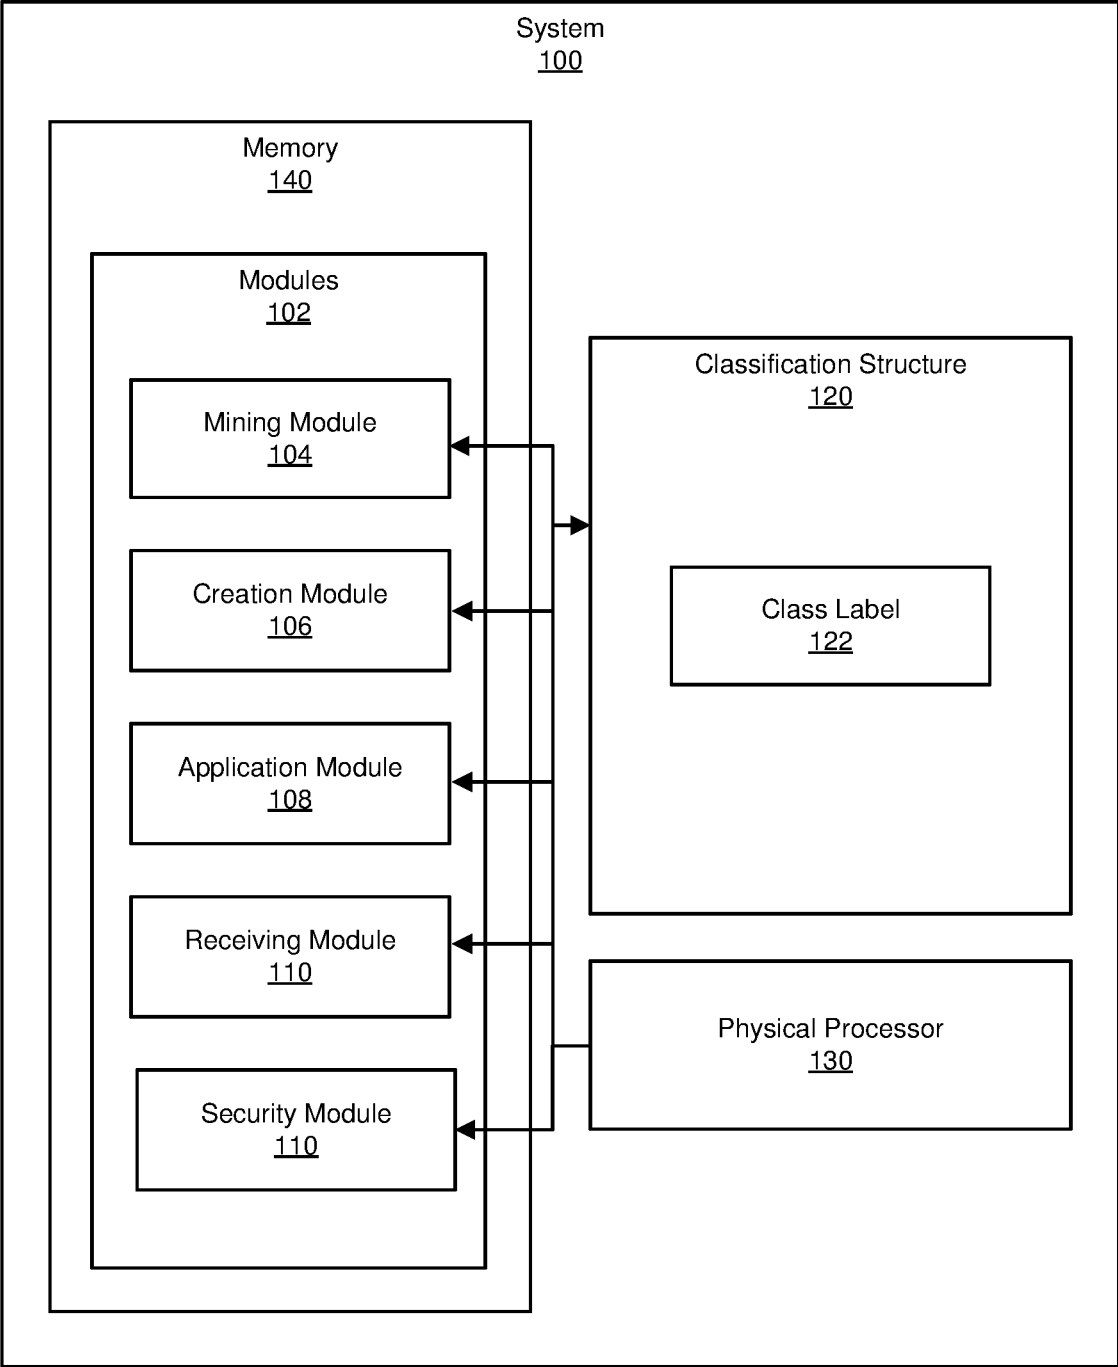 System
100
Memory
140
Modules
102
Mining Module
104
Creation Module
106
Application Module
108
Receiving Module
110
Security Module
110
Classification Structure
120
Class Label
122
Physical Processor
130